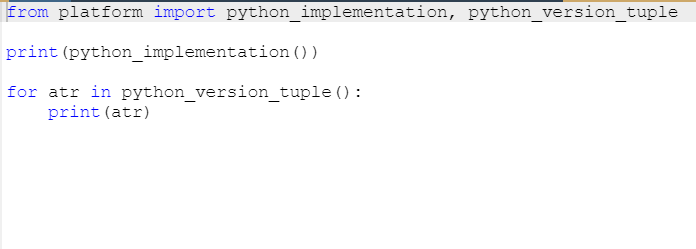 from platform import python_implementation, python_version_tuple
print(python_implementation())
for atr in python_version_tuple():
    print(atr)